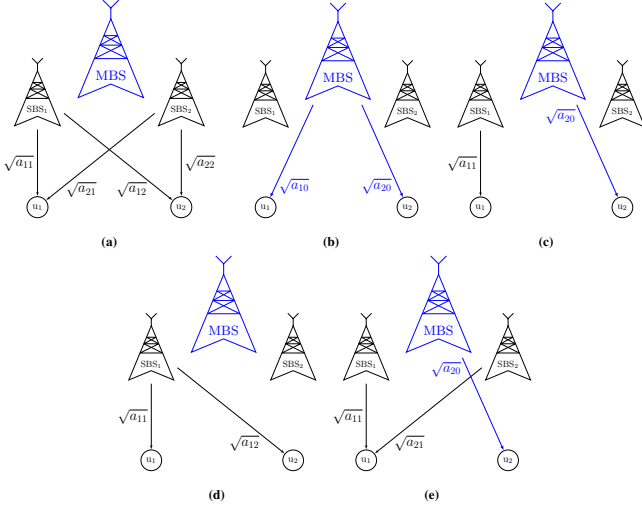 MBS
SBS₁
SBS₂
√a₁₁
√a₂₁
√a₁₂
√a₂₂
u₁
u₂
(a)
MBS
SBS₁
SBS₂
√a₁₀
√a₂₀
u₁
u₂
(b)
MBS
SBS₁
SBS₂
√a₂₀
√a₁₁
u₁
u₂
(c)
MBS
SBS₁
SBS₂
√a₁₁
√a₁₂
u₁
u₂
(d)
MBS
SBS₁
SBS₂
√a₂₀
√a₁₁
√a₂₁
u₁
u₂
(e)